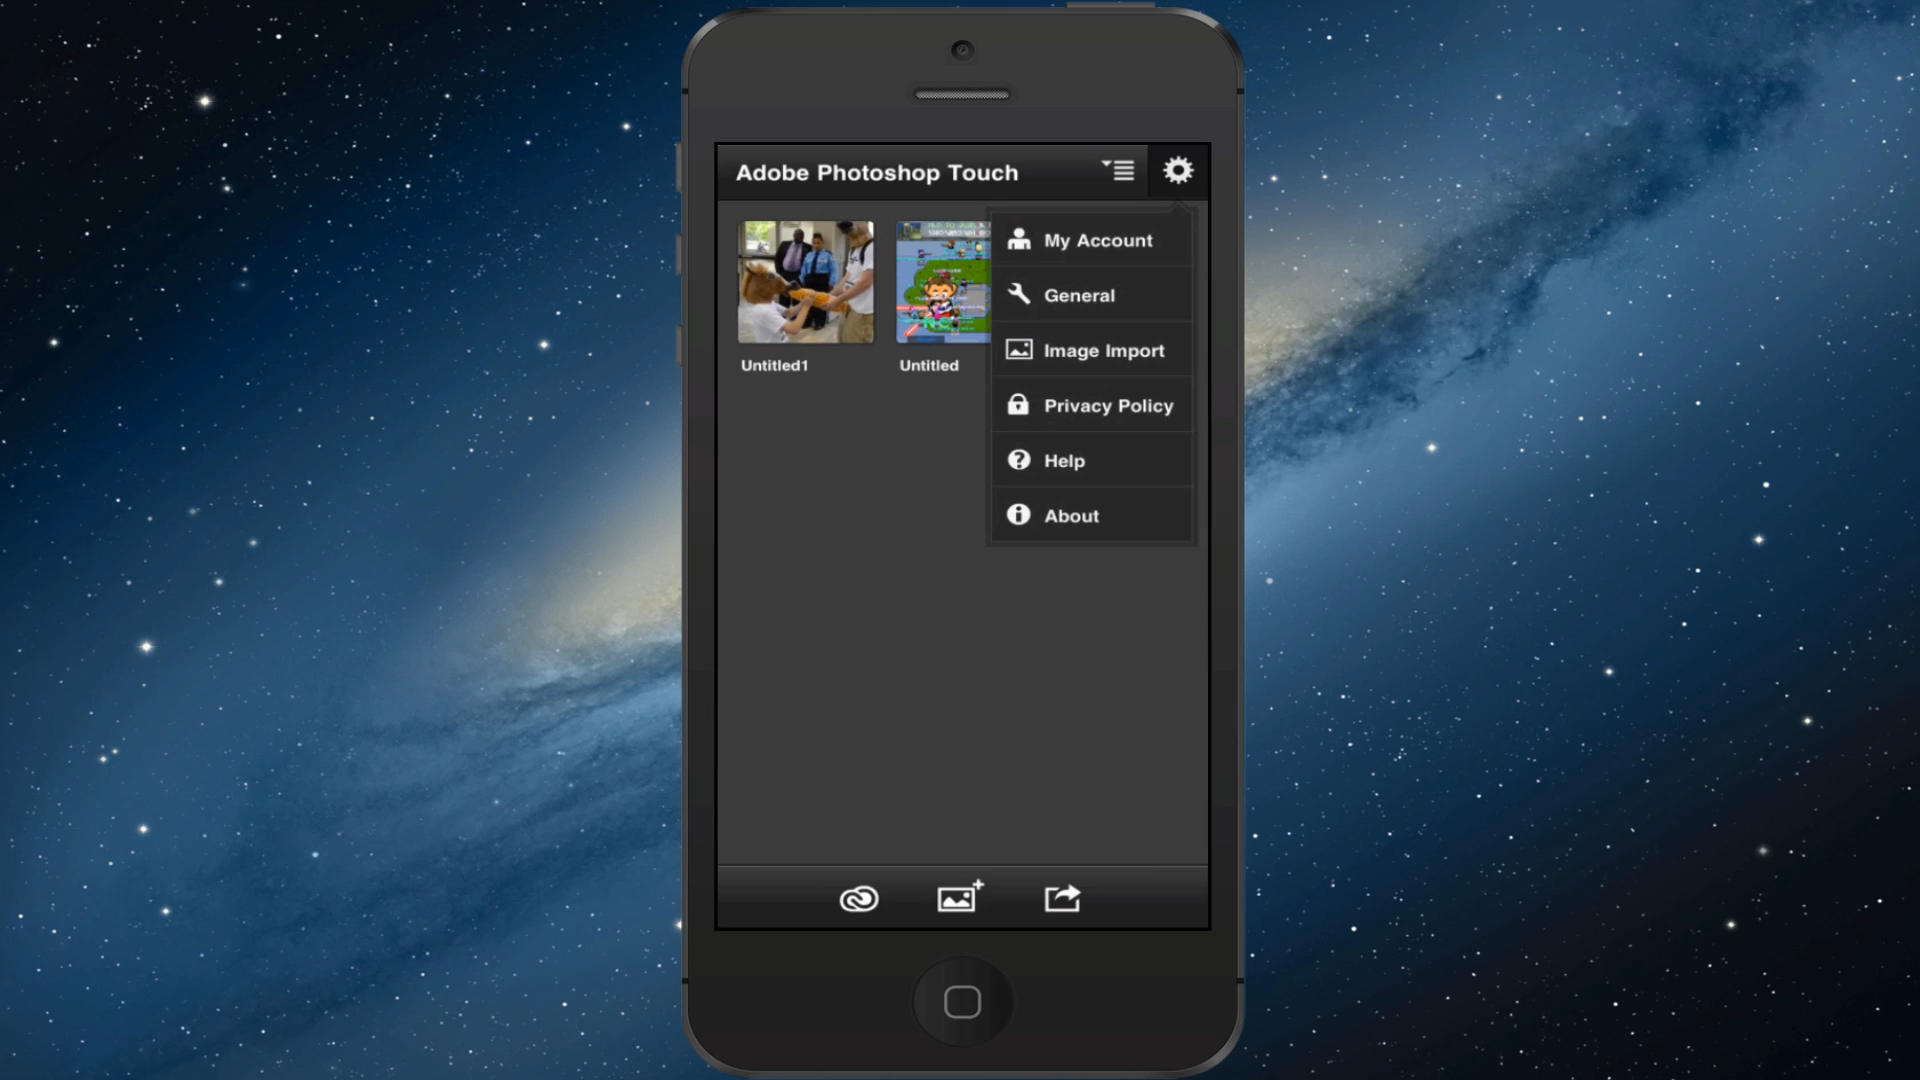 Adobe Photoshop Touch
My Account
General
Image Import
Privacy Policy
Help
About
Untitled1
Untitled